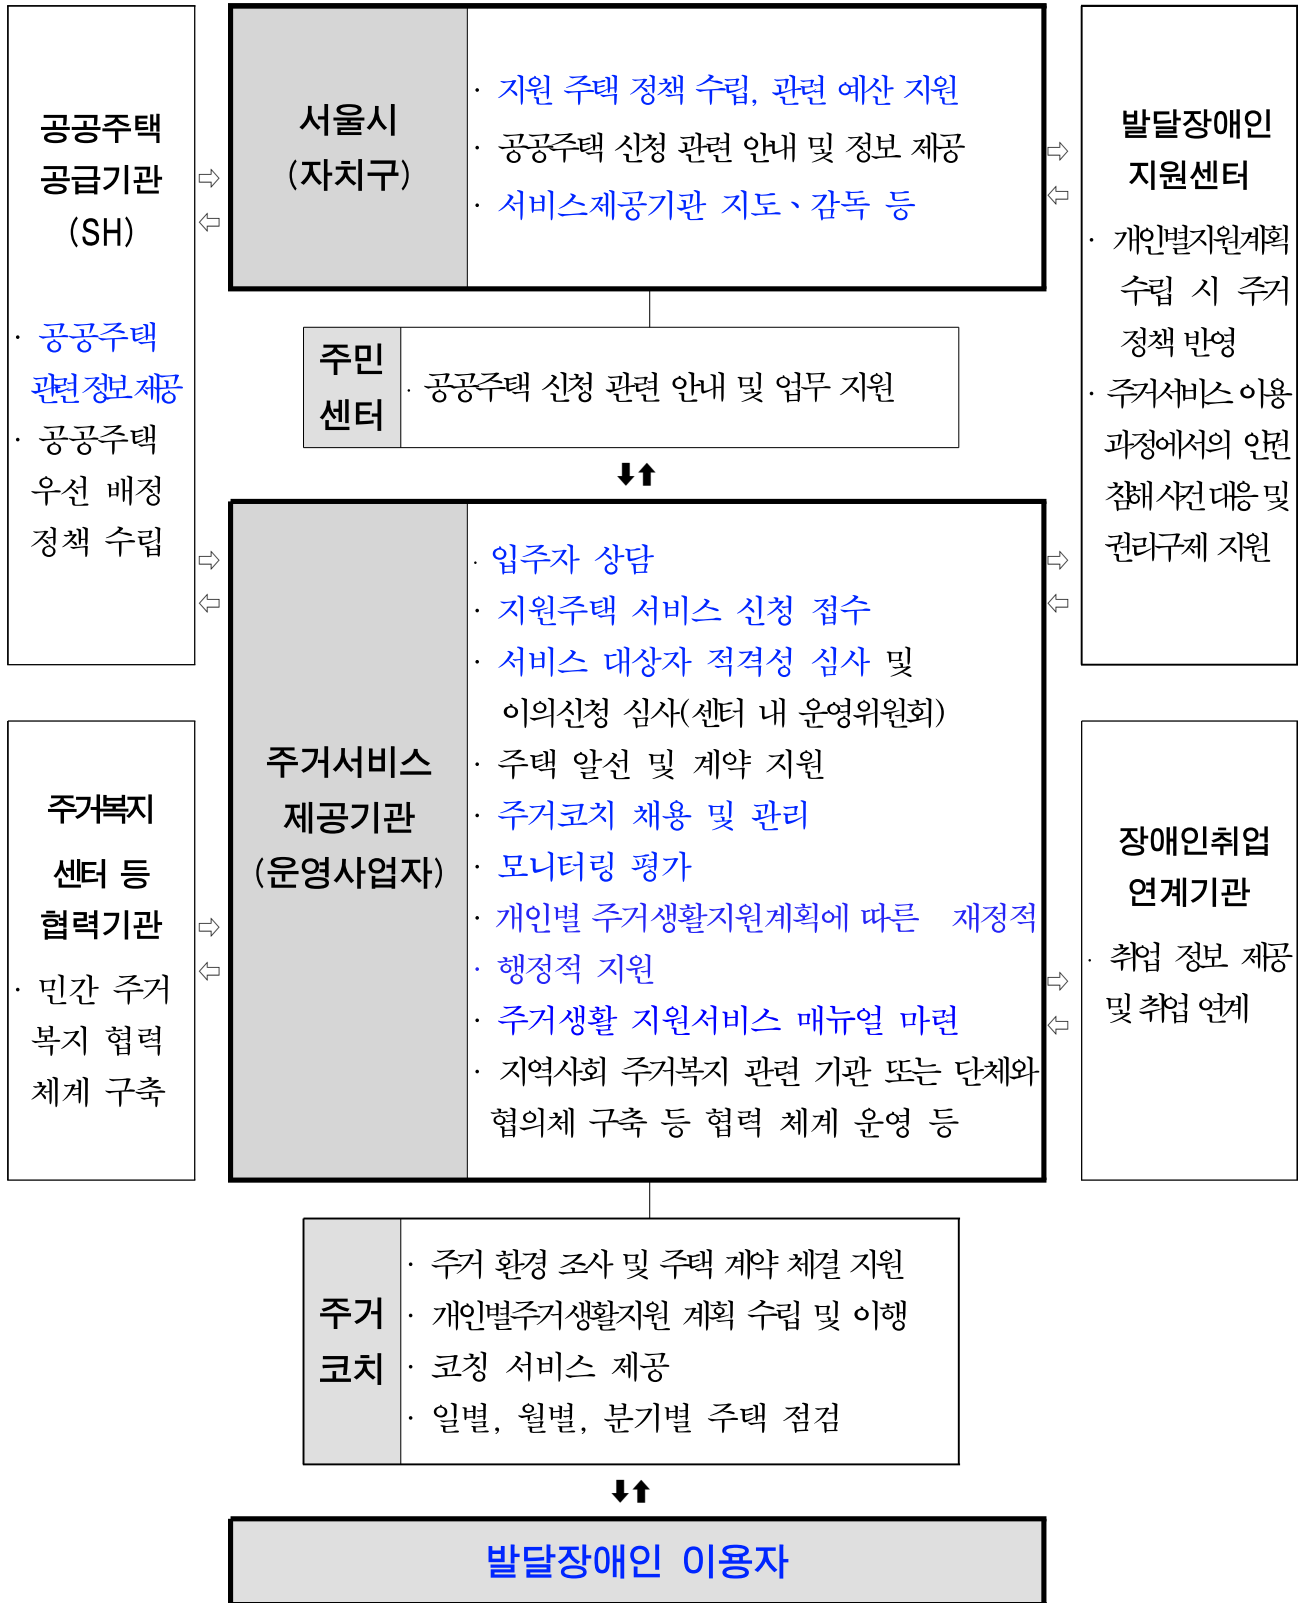 공공주택
공급기관
(SH)
· 공공주택
관련 정보 제공
· 공공주택
우선 배정
정책 수립
서울시
(자치구)
· 지원 주택 정책 수립, 관련 예산 지원
· 공공주택 신청 관련 안내 및 정보 제공
· 서비스제공기관 지도、감독 등
발달장애인
지원센터
· 개인별지원계획
수립 시 주거
정책 반영
· 주거서비스 이용
과정에서의 인권
침해 사건 대응 및
권리구제 지원
주민
센터
· 공공주택 신청 관련 안내 및 업무 지원
주거복지
센터 등
협력기관
· 민간 주거
복지 협력
체계 구축
주거서비스
제공기관
(운영사업자)
· 입주자 상담
· 지원주택 서비스 신청 접수
· 서비스 대상자 적격성 심사 및
이의신청 심사(센터 내 운영위원회)
· 주택 알선 및 계약 지원
· 주거코치 채용 및 관리
· 모니터링 평가
· 개인별 주거생활지원계획에 따른 재정적
· 행정적 지원
· 주거생활 지원서비스 매뉴얼 마련
· 지역사회 주거복지 관련 기관 또는 단체와
협의체 구축 등 협력 체계 운영 등
장애인취업
연계기관
· 취업 정보 제공
및 취업 연계
주거
코치
· 주거 환경 조사 및 주택 계약 체결 지원
· 개인별주거생활지원 계획 수립 및 이행
· 코칭 서비스 제공
· 일별, 월별, 분기별 주택 점검
발달장애인 이용자